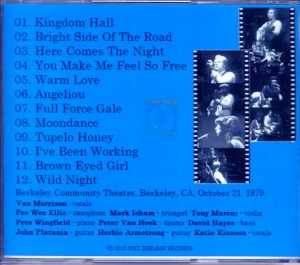 01. Kingdom Hall
02. Bright Side Of The Road
03. Here Comes The Night
04. You Make Me Feel So Free
05. Warm Love
06. Angeliou
07. Full Force Gale
08. Moondance
09. Tupelo Honey
10. I've Been Working
11. Brown Eyed Girl
12. Wild Night
Berkeley, Community Theatre, Berkeley, CA, October 21, 1979
Van Morrison -vocals
Pee Wee Ellis -saxophone Mark Isham -trumpet Tony Marcus -violin
Pete Wingfield -piano Peter Van Hook -drums David Hayes -bass
John Platania -guitar Herbie Armstrong -guitar Katie Kissoon -vocals